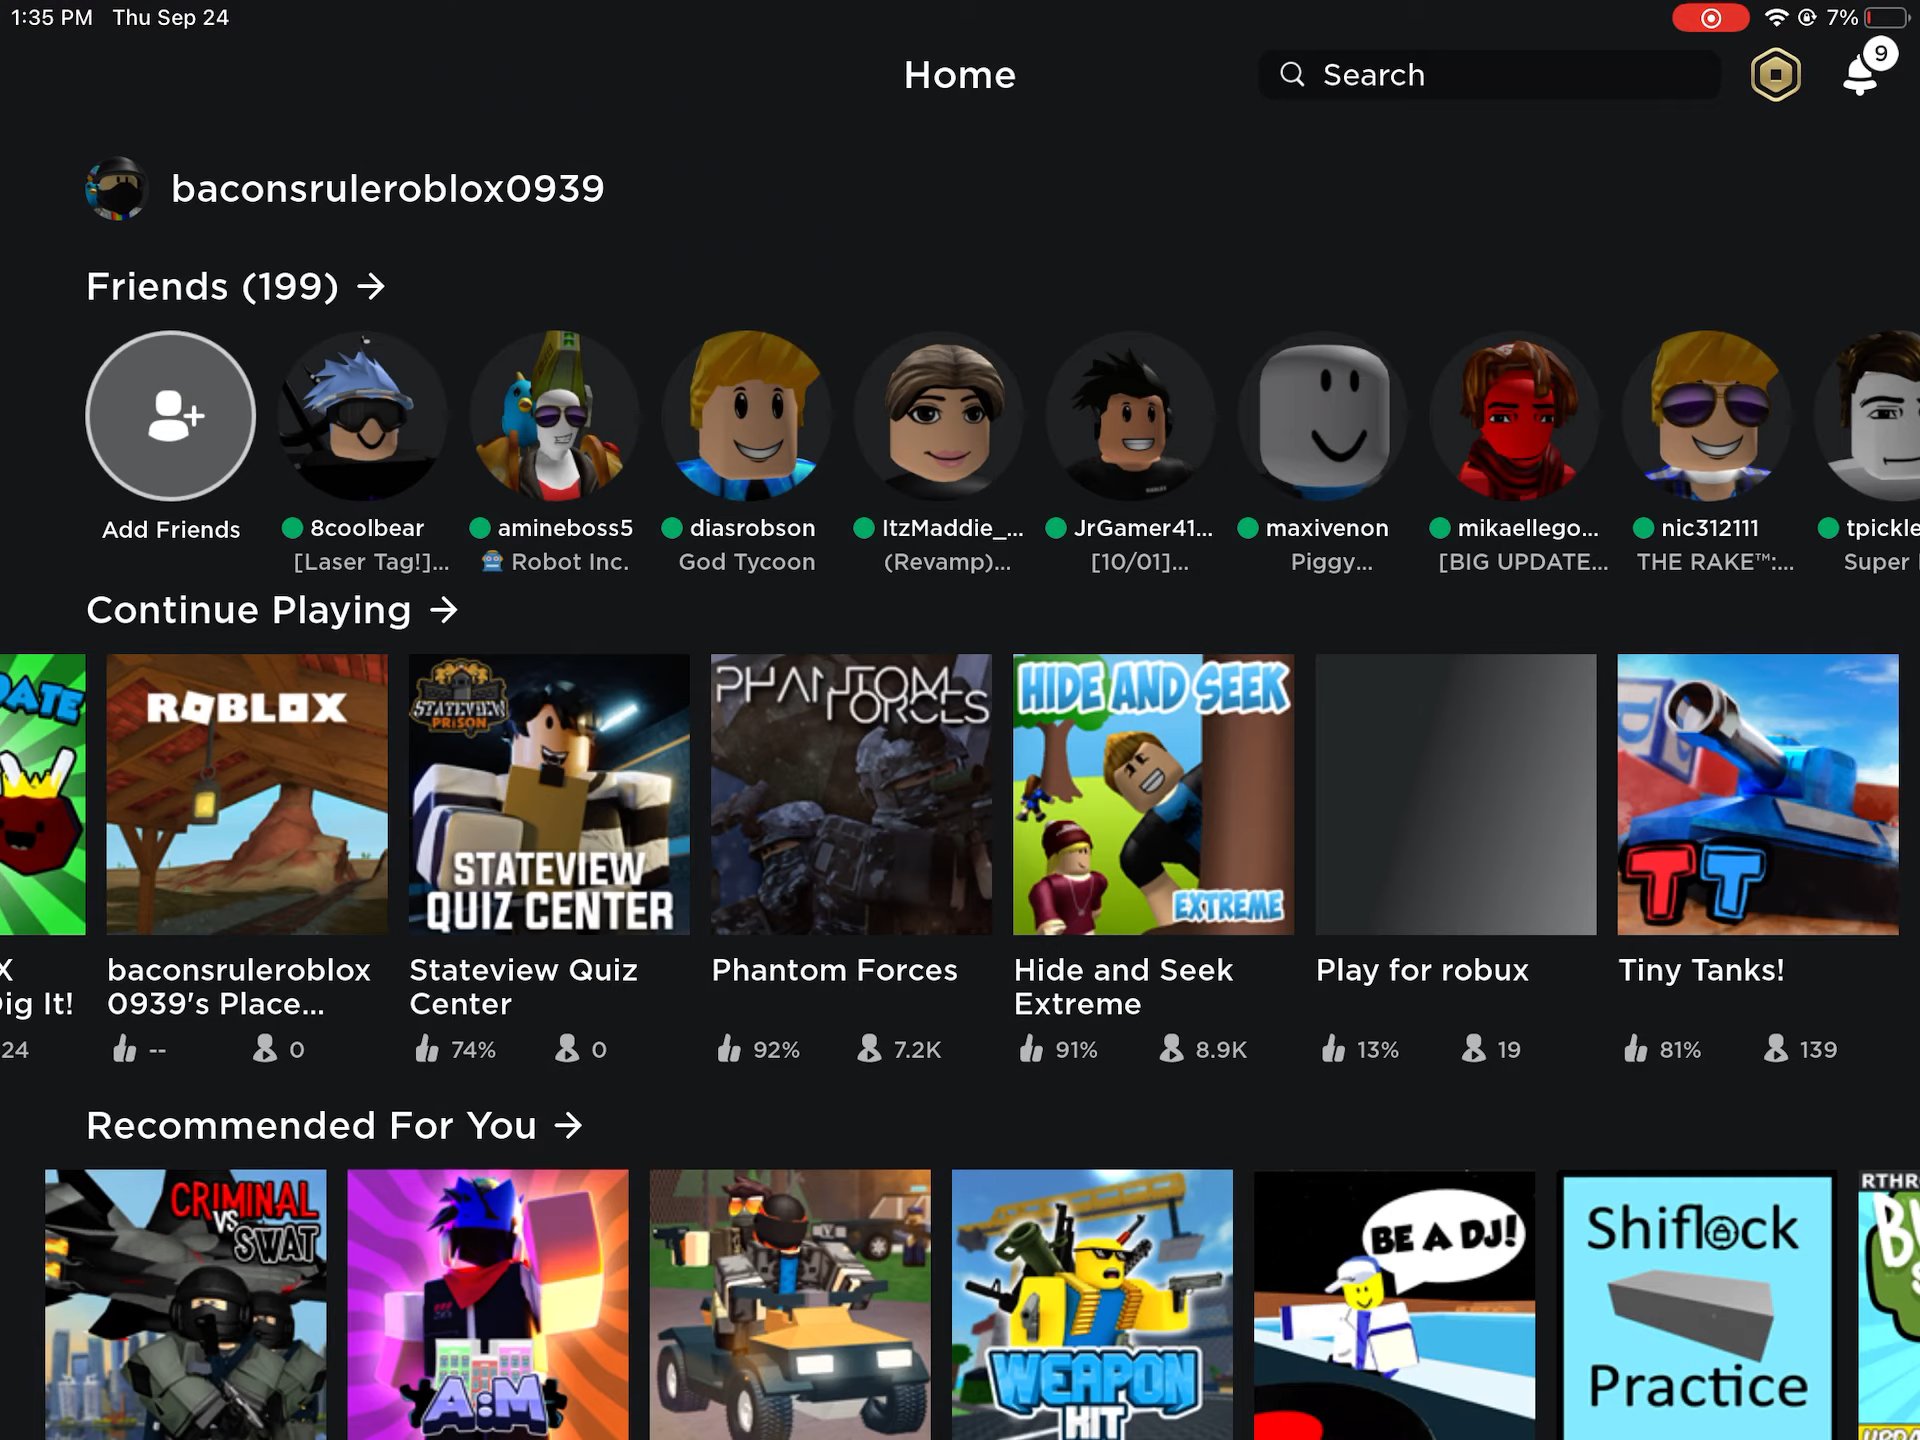 1:35 PM Thu Sep 24
7%
Home
Search
9
baconsruleroblox0939
Friends (199) →
Add Friends
8coolbear
amineboss5
diasrobson
ItzMaddie_...
JrGamer41...
maxivenon
mikaellego...
nic312111
tpickle
[Laser Tag!]...
Robot Inc.
God Tycoon
(Revamp)...
[10/01]...
Piggy...
[BIG UPDATE...
THE RAKE™:...
Super
Continue Playing →
DATE
ROBLOX
STATEVIEW
PRISON
STATEVIEW
QUIZ CENTER
PHANTOM
FORCES
HIDE AND SEEK
EXTREME
TT
X
Dig It!
baconsruleroblox
0939's Place...
Stateview Quiz
Center
Phantom Forces
Hide and Seek
Extreme
Play for robux
Tiny Tanks!
24
--
0
74%
0
92%
7.2K
91%
8.9K
13%
19
81%
139
Recommended For You →
CRIMINAL
VS
SWAT
A:M
WEAPON
KIT
BE A DJ!
Shiflock
Practice
RTHR